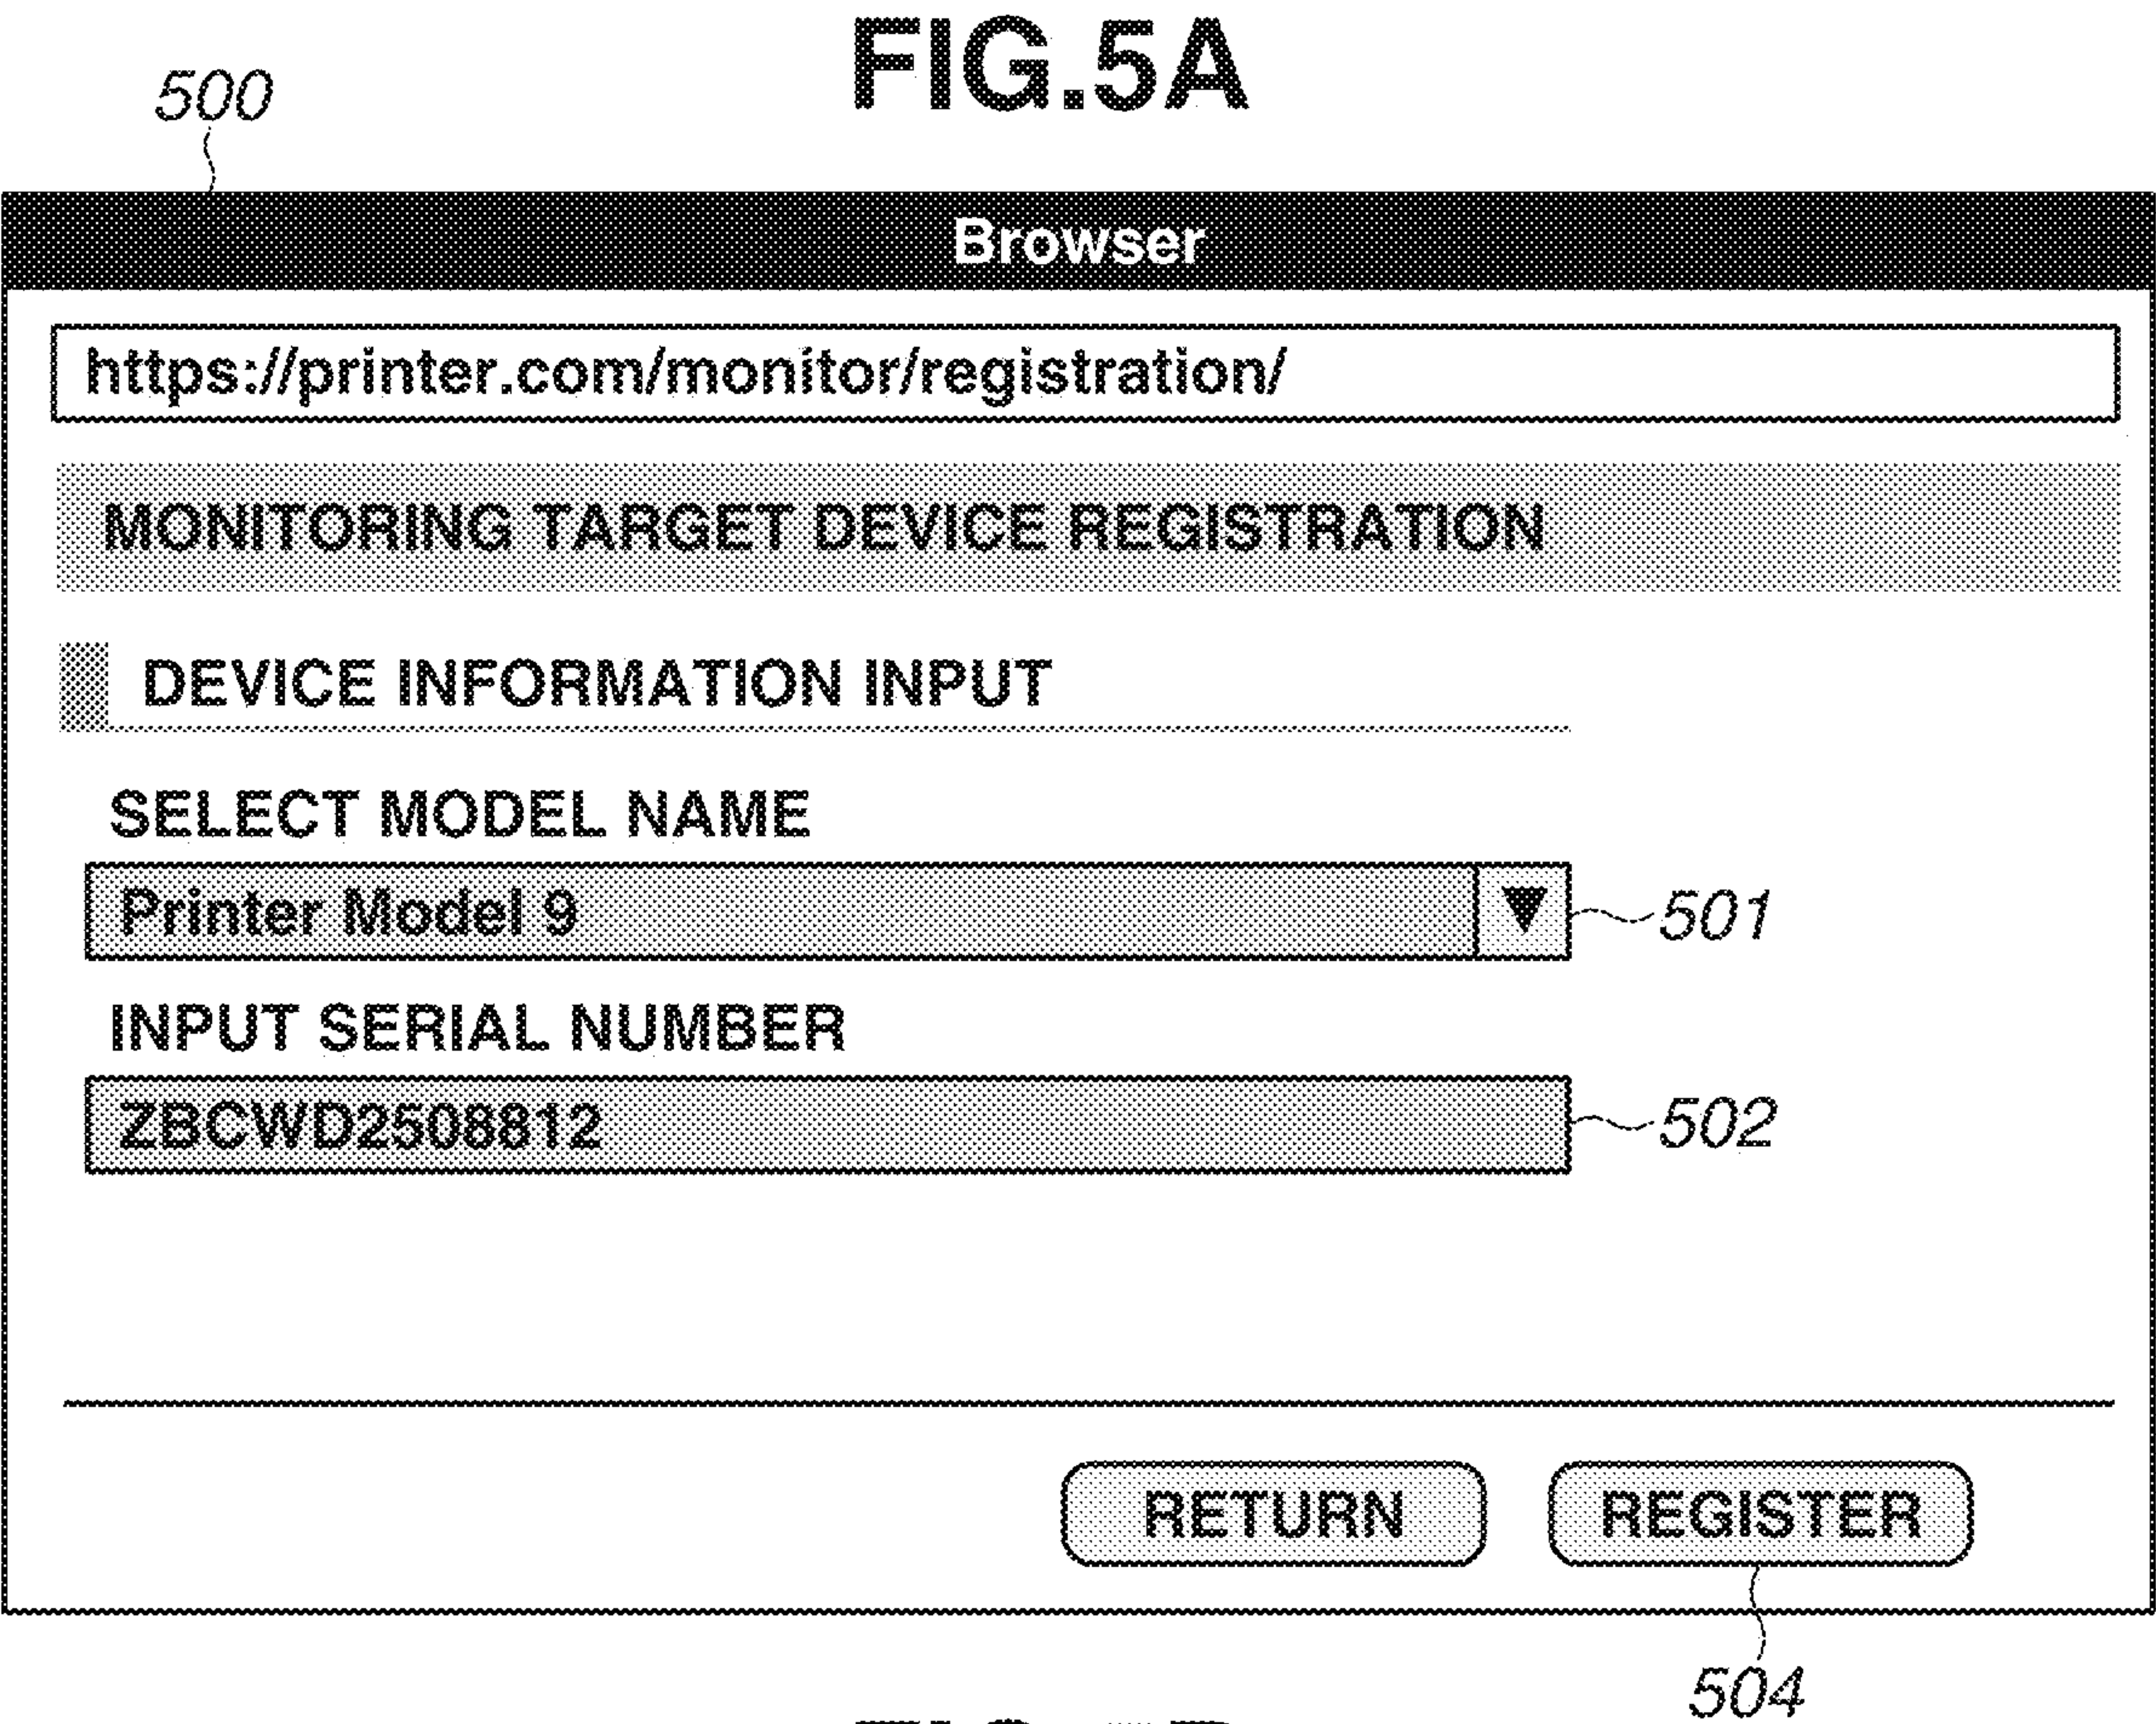 FIG.5A
500
Browser
https://printer.com/monitor/registration/
MONITORING TARGET DEVICE REGISTRATION
DEVICE INFORMATION INPUT
SELECT MODEL NAME
Printer Model 9
501
INPUT SERIAL NUMBER
ZBCWD2508812
502
RETURN
REGISTER
504